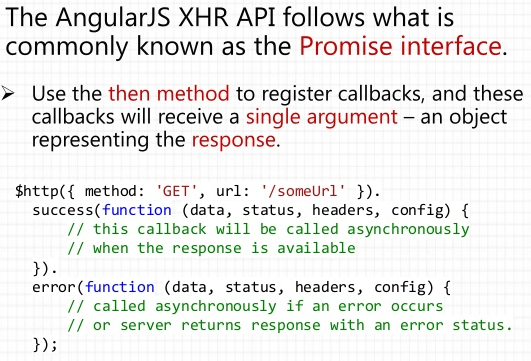 The AngularJS XHR API follows what is
commonly known as the Promise interface.
➢ Use the then method to register callbacks, and these
callbacks will receive a single argument – an object
representing the response.
$http({ method: 'GET', url: '/someUrl' }).
success(function (data, status, headers, config) {
// this callback will be called asynchronously
// when the response is available
}).
error(function (data, status, headers, config) {
// called asynchronously if an error occurs
// or server returns response with an error status.
});